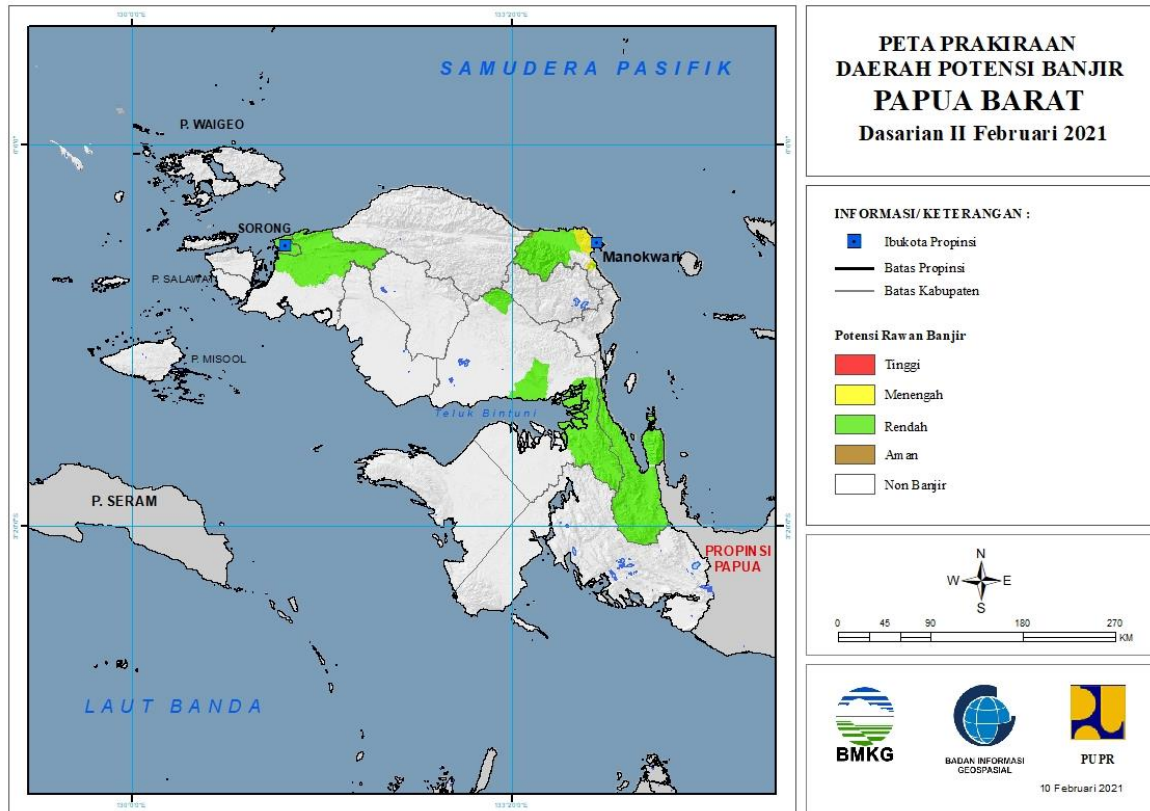 SAMUDERA PASIFIK
P. WAIGEO
SORONG
Manokwari
P. SALAWATI
P. MISOOL
Teluk Bintuni
P. SERAM
PROPINSI
PAPUA
LAUT BANDA
PETA PRAKIRAAN
DAERAH POTENSI BANJIR
PAPUA BARAT
Dasarian II Februari 2021
INFORMASI/KETERANGAN :
Ibukota Propinsi
Batas Propinsi
Batas Kabupaten
Potensi Rawan Banjir
Tinggi
Menengah
Rendah
Aman
Non Banjir
N
W E
S
0 45 90 180 270
KM
BMKG
BADAN INFORMASI
GEOSPASIAL
PUPR
10 Februari 2021